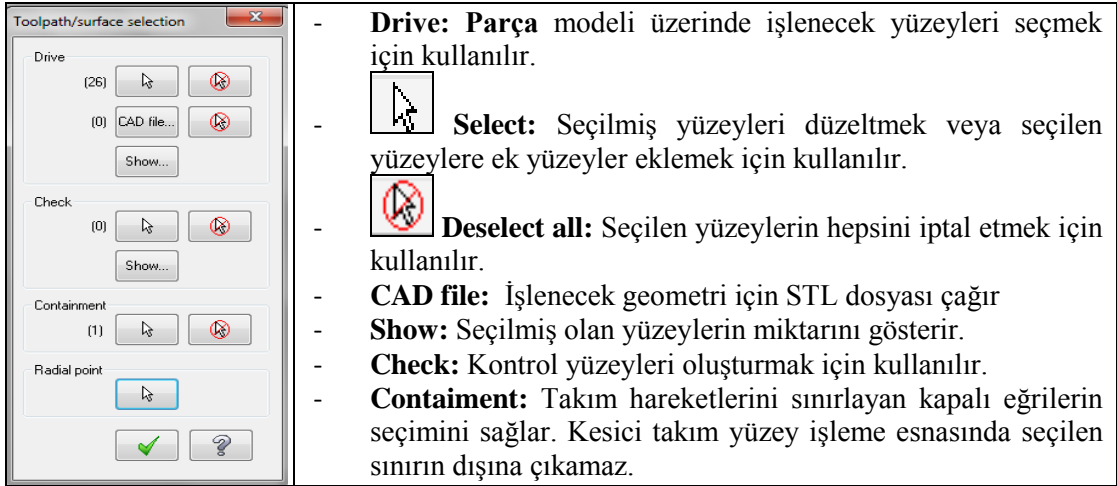 Toolpath/surface selection
Drive
(26)
(0) CAD file...
Show...
Check
(0)
Show...
Containment
(1)
Radial point
- Drive: Parça modeli üzerinde işlenecek yüzeyleri seçmek
için kullanılır.
- Select: Seçilmiş yüzeyleri düzeltmek veya seçilen
yüzeylere ek yüzeyler eklemek için kullanılır.
- Deselect all: Seçilen yüzeylerin hepsini iptal etmek için
kullanılır.
- CAD file: İşlenecek geometri için STL dosyası çağır
- Show: Seçilmiş olan yüzeylerin miktarını gösterir.
- Check: Kontrol yüzeyleri oluşturmak için kullanılır.
- Contaiment: Takım hareketlerini sınırlayan kapalı eğrilerin
seçimini sağlar. Kesici takım yüzey işleme esnasında seçilen
sınırın dışına çıkamaz.